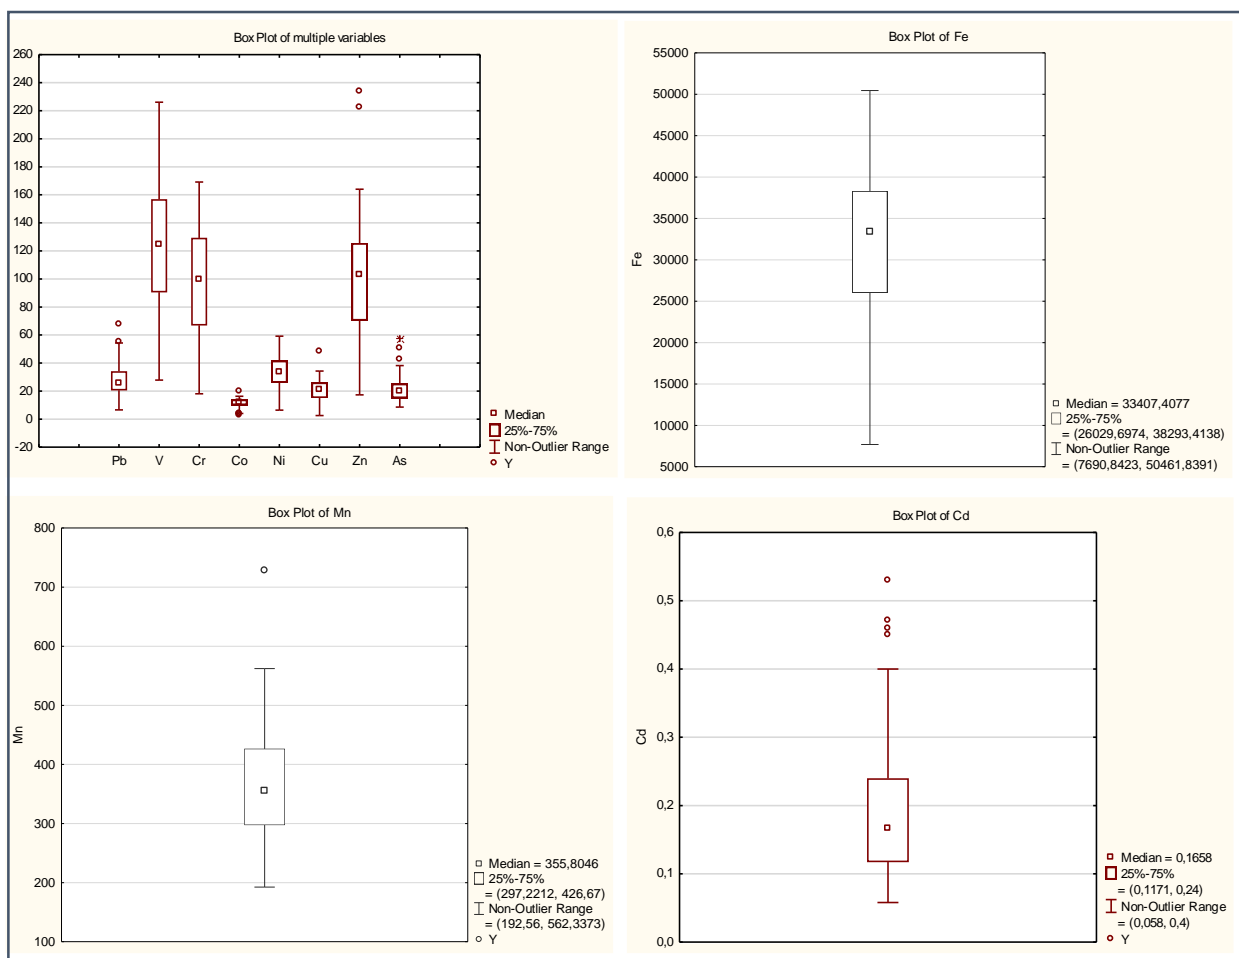 Box Plot of multiple variables
260
240
220
200
180
160
140
120
100
80
60
40
20
0
-20
Pb V Cr Co Ni Cu Zn As
Median
25%-75%
Non-Outlier Range
Y
Box Plot of Fe
55000
50000
45000
40000
35000
30000
25000
20000
15000
10000
5000
Fe
Median = 33407,4077
25%-75%
= (26029,6974, 38293,4138)
Non-Outlier Range
= (7690,8423, 50461,8391)
Box Plot of Mn
800
700
600
500
400
300
200
100
Mn
Median = 355,8046
25%-75%
= (297,2212, 426,67)
Non-Outlier Range
= (192,56, 562,3373)
Y
Box Plot of Cd
0,6
0,5
0,4
0,3
0,2
0,1
0,0
Cd
Median = 0,1658
25%-75%
= (0,1171, 0,24)
Non-Outlier Range
= (0,058, 0,4)
Y